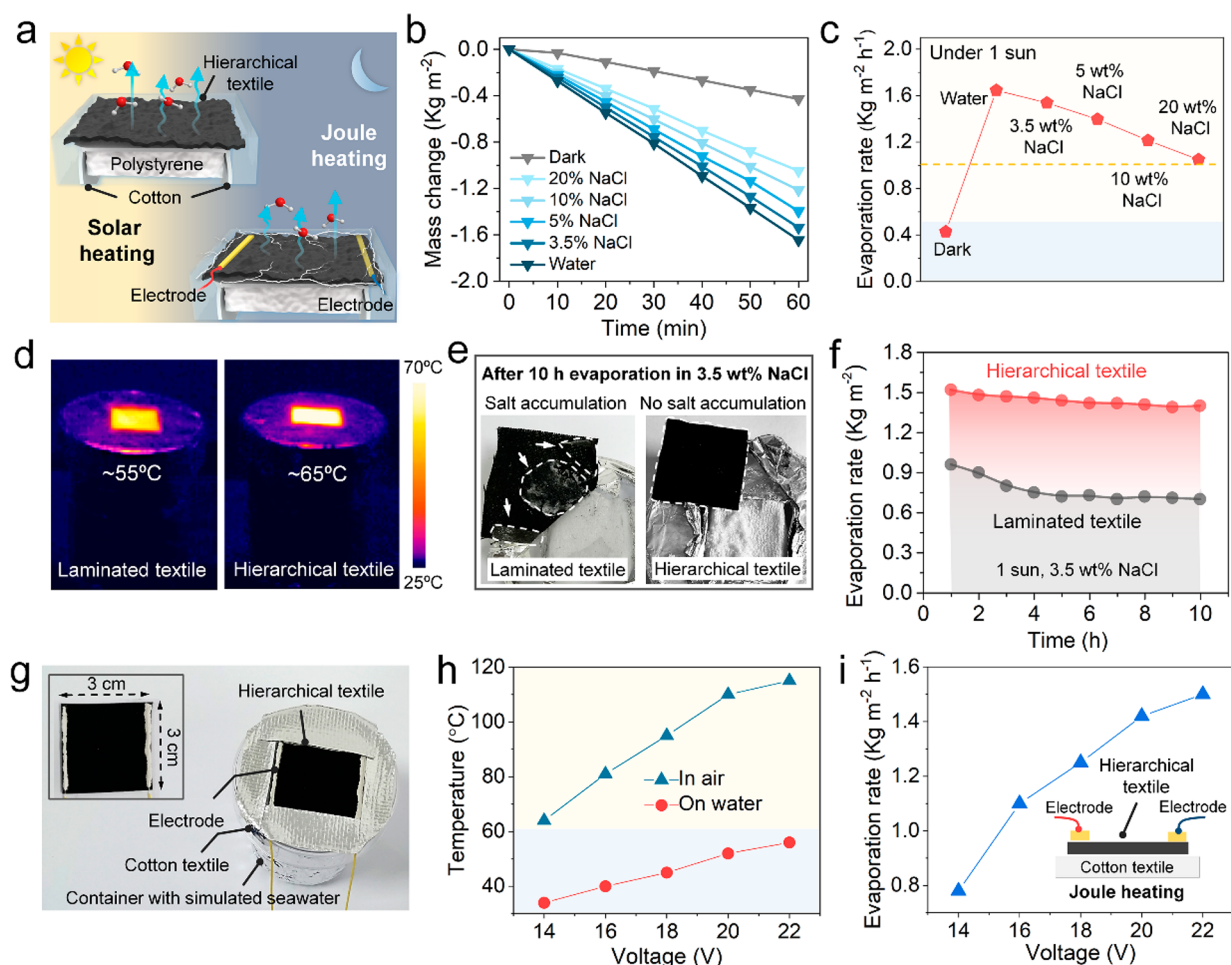 a
Hierarchical
textile
Joule
heating
Polystyrene
Cotton
Solar
heating
Electrode
Electrode
b
Mass change (Kg m-2)
0.0
-0.4
-0.8
-1.2
-1.6
-2.0
Dark
20% NaCl
10% NaCl
5% NaCl
3.5% NaCl
Water
0 10 20 30 40 50 60
Time (min)
c
Evaporation rate (Kg m-2 h-1)
2.0
1.6
1.2
0.8
0.4
0.0
Under 1 sun
Water
Dark
3.5 wt%
NaCl
5 wt%
NaCl
10 wt%
NaCl
20 wt%
NaCl
d
~55ºC
Laminated textile
~65ºC
Hierarchical textile
70ºC
25ºC
e
After 10 h evaporation in 3.5 wt% NaCl
Salt accumulation
No salt accumulation
Laminated textile
Hierarchical textile
f
Evaporation rate (Kg m-2)
1.8
1.5
1.2
0.9
0.6
0.3
0.0
Hierarchical textile
Laminated textile
1 sun, 3.5 wt% NaCl
0 2 4 6 8 10
Time (h)
g
3 cm
3 cm
Hierarchical textile
Electrode
Cotton textile
Container with simulated seawater
h
Temperature (°C)
120
100
80
60
40
In air
On water
14 16 18 20 22
Voltage (V)
i
Evaporation rate (Kg m-2 h-1)
1.6
1.4
1.2
1.0
0.8
Hierarchical
textile
Electrode
Electrode
Cotton textile
Joule heating
14 16 18 20 22
Voltage (V)